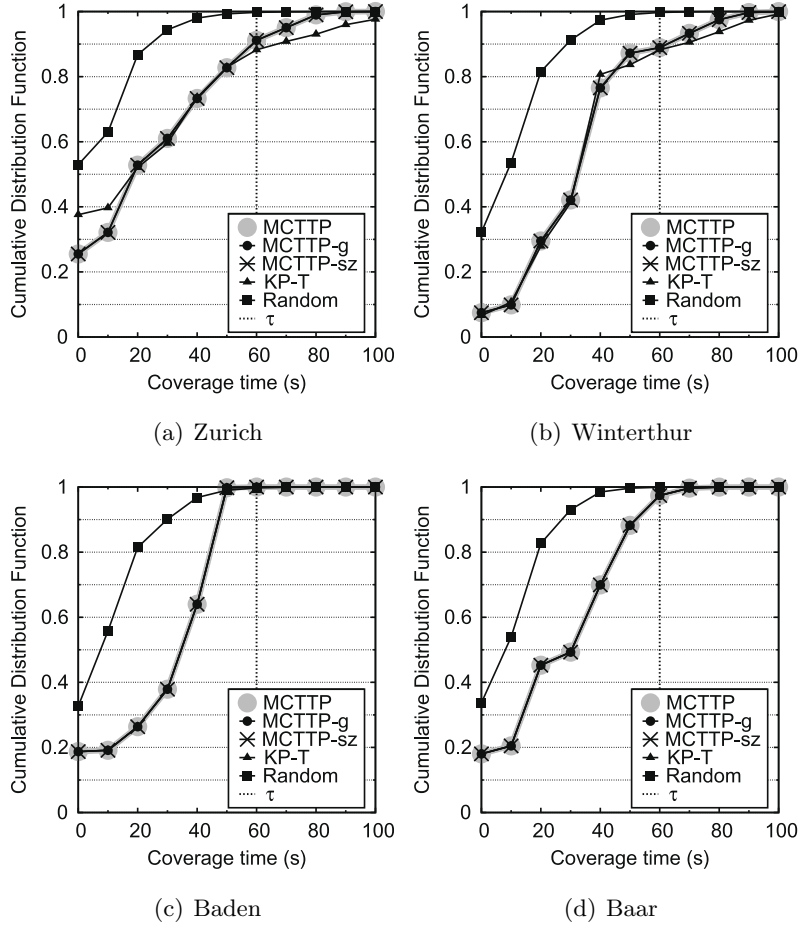 Cumulative Distribution Function
1
0.8
0.6
0.4
0.2
0
MCTTP
MCTTP-g
MCTTP-sz
KP-T
Random
τ
0 20 40 60 80 100
Coverage time (s)
(a) Zurich
Cumulative Distribution Function
1
0.8
0.6
0.4
0.2
0
MCTTP
MCTTP-g
MCTTP-sz
KP-T
Random
τ
0 20 40 60 80 100
Coverage time (s)
(b) Winterthur
Cumulative Distribution Function
1
0.8
0.6
0.4
0.2
0
MCTTP
MCTTP-g
MCTTP-sz
KP-T
Random
τ
0 20 40 60 80 100
Coverage time (s)
(c) Baden
Cumulative Distribution Function
1
0.8
0.6
0.4
0.2
0
MCTTP
MCTTP-g
MCTTP-sz
KP-T
Random
τ
0 20 40 60 80 100
Coverage time (s)
(d) Baar